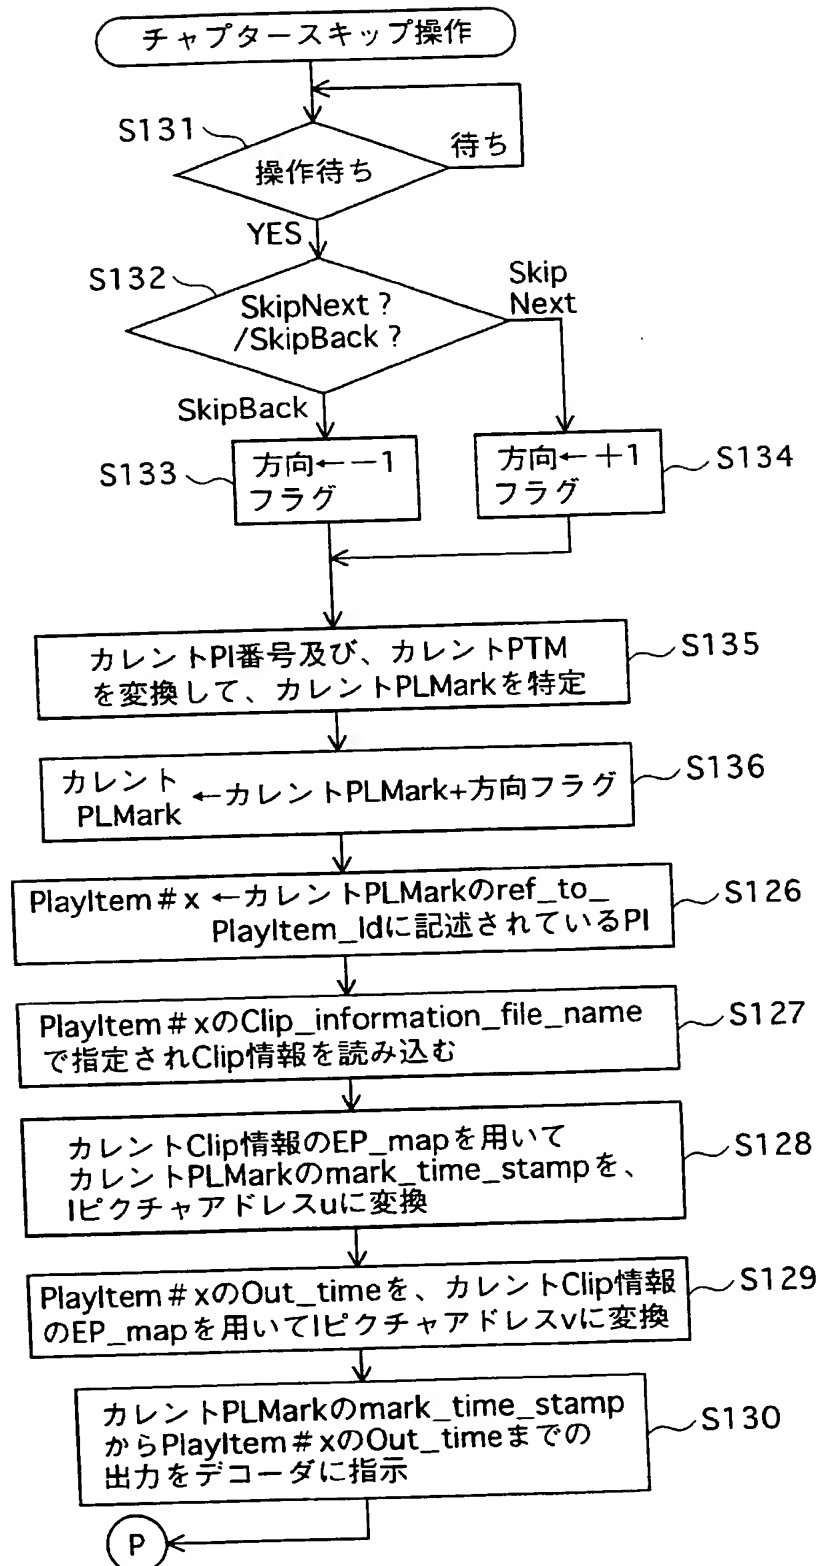 チャプタースキップ操作
S131
操作待ち
待ち
YES
S132
SkipNext ?
/SkipBack ?
Skip
Next
SkipBack
S133
方向←−1
フラグ
方向←+1
フラグ
S134
カレントPI番号及び、カレントPTM
を変換して、カレントPLMarkを特定
S135
カレント
PLMark
←カレントPLMark+方向フラグ
S136
PlayItem#x ←カレントPLMarkのref_to_
PlayItem_Idに記述されているPI
S126
PlayItem#xのClip_information_file_name
で指定されClip情報を読み込む
S127
カレントClip情報のEP_mapを用いて
カレントPLMarkのmark_time_stampを、
Iピクチャアドレスuに変換
S128
PlayItem#xのOut_timeを、カレントClip情報
のEP_mapを用いてIピクチャアドレスvに変換
S129
カレントPLMarkのmark_time_stamp
からPlayItem#xのOut_timeまでの
出力をデコーダに指示
S130
P